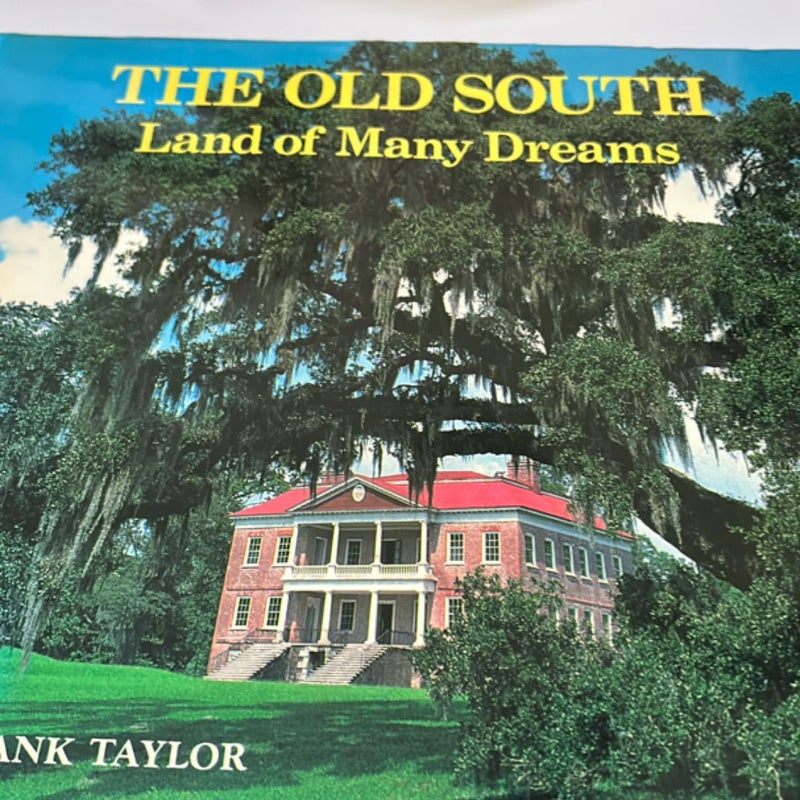 THE OLD SOUTH
Land of Many Dreams
ANK TAYLOR